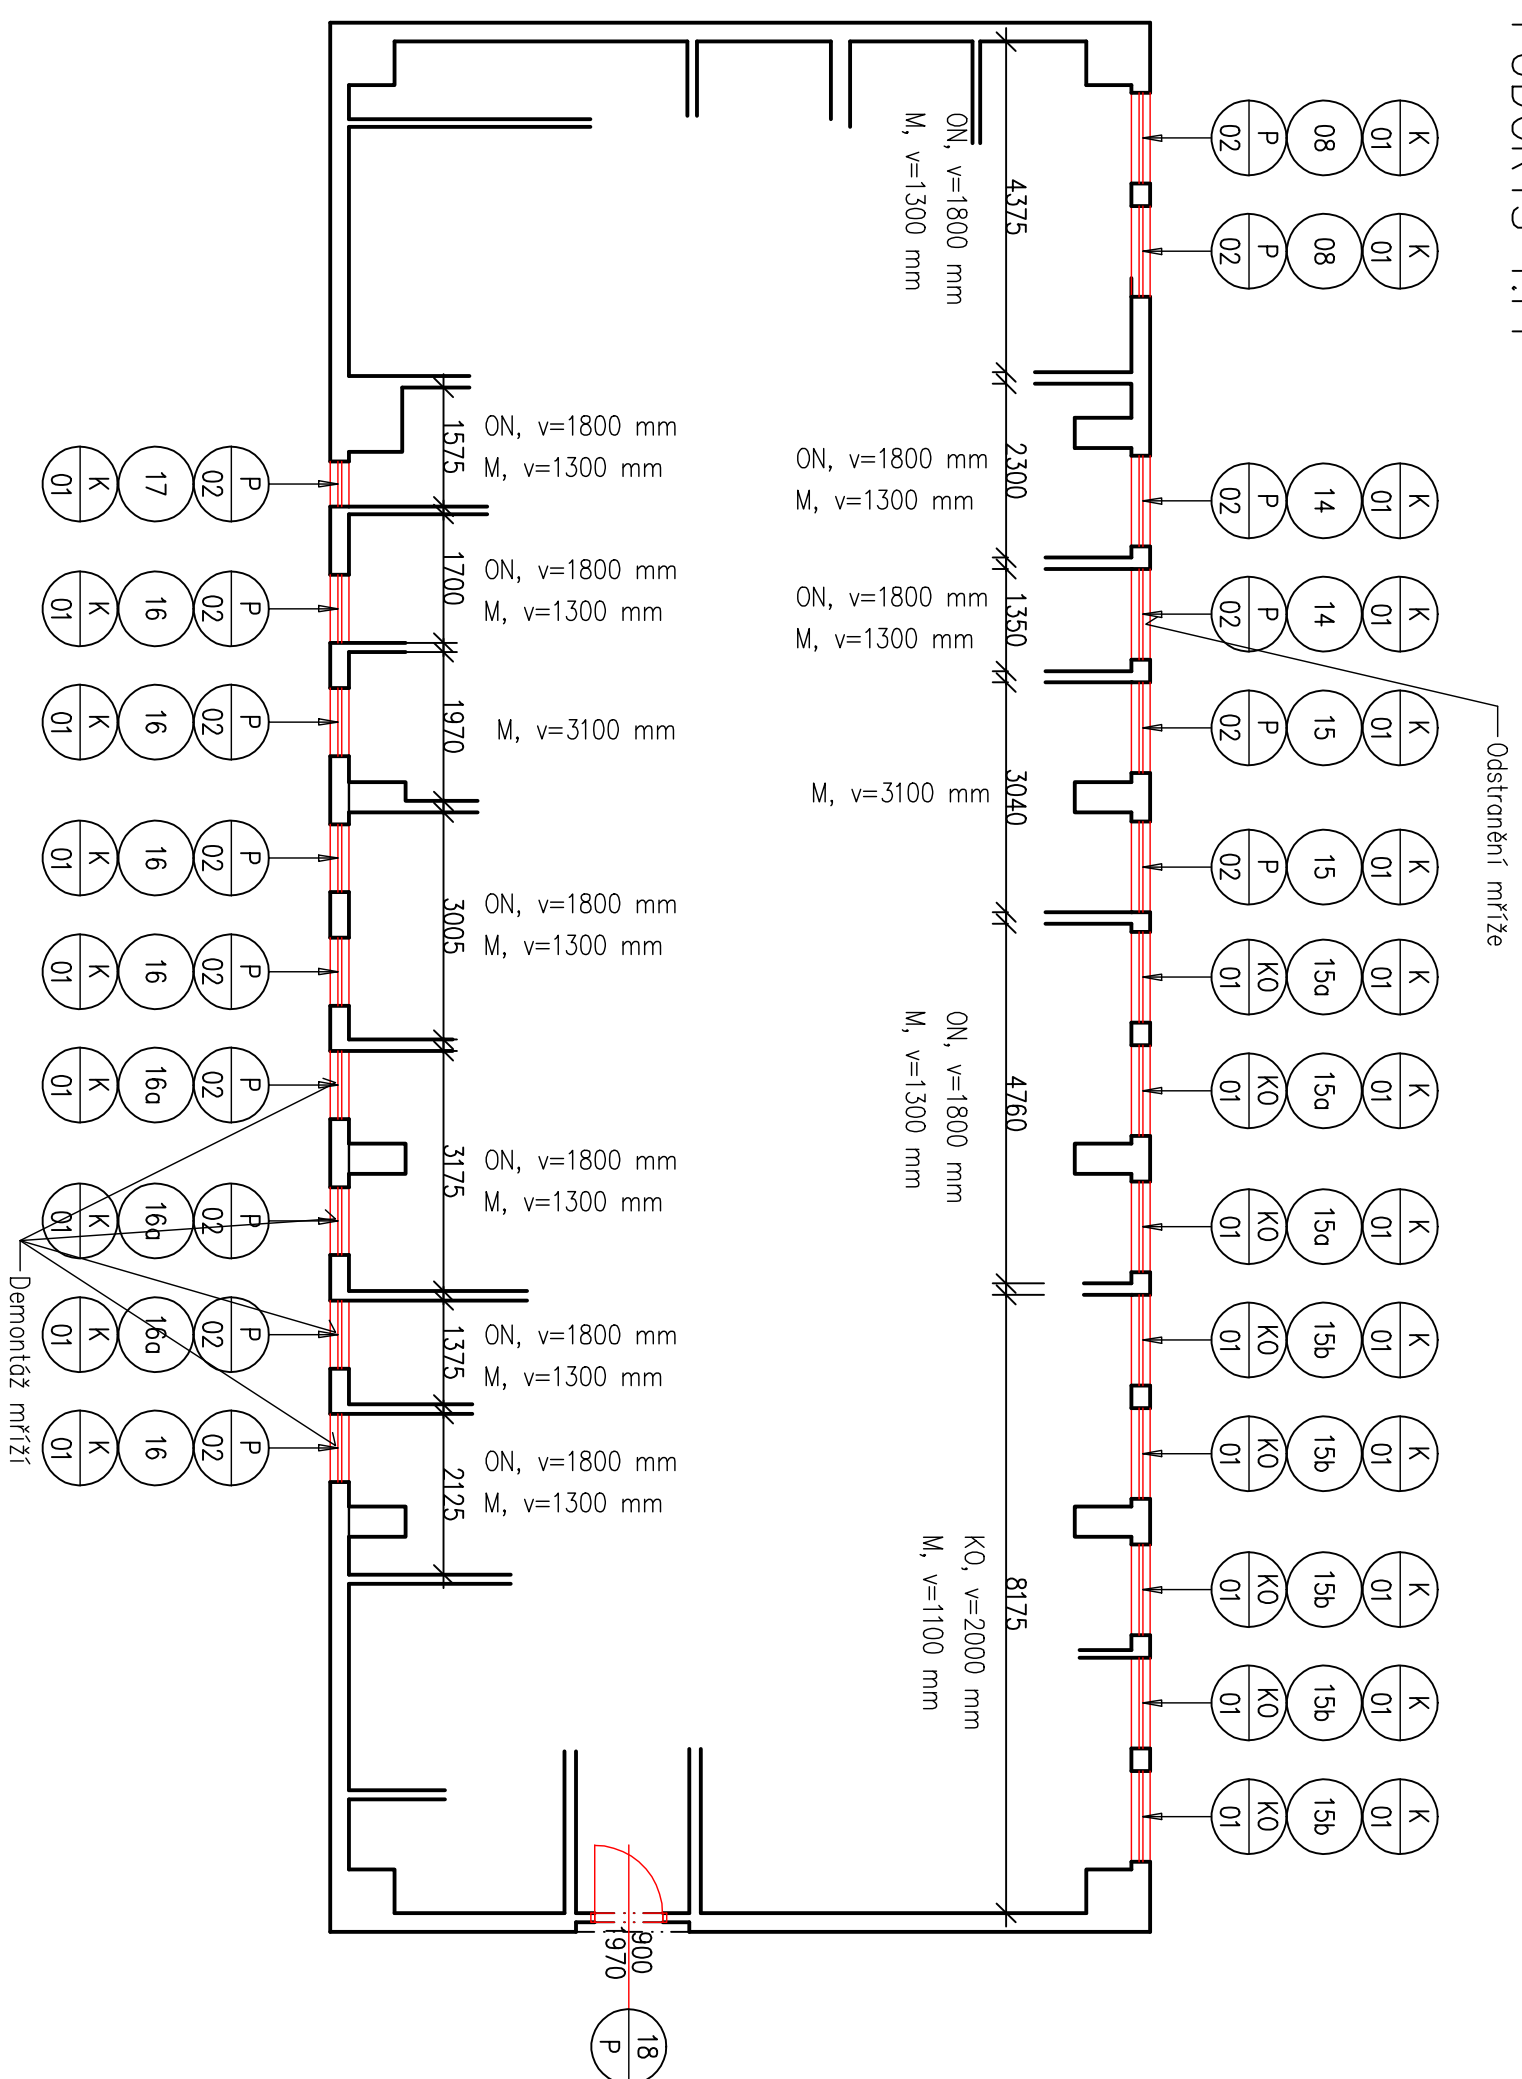 K
01
08
P
02
K
01
08
P
02
K
01
14
P
02
K
01
14
P
02
K
01
15
P
02
K
01
15
P
02
K
01
15a
KO
01
K
01
15a
KO
01
K
01
15a
KO
01
K
01
15b
KO
01
K
01
15b
KO
01
K
01
15b
KO
01
K
01
15b
KO
01
K
01
15b
KO
01
Odstranění mříže
4375
2300
1350
3040
4760
8175
ON, v=1800 mm
M, v=1300 mm
ON, v=1800 mm
M, v=1300 mm
ON, v=1800 mm
M, v=1300 mm
M, v=3100 mm
ON, v=1800 mm
M, v=1300 mm
KO, v=2000 mm
M, v=1100 mm
ON, v=1800 mm
M, v=1300 mm
ON, v=1800 mm
M, v=1300 mm
M, v=3100 mm
ON, v=1800 mm
M, v=1300 mm
ON, v=1800 mm
M, v=1300 mm
ON, v=1800 mm
M, v=1300 mm
ON, v=1800 mm
M, v=1300 mm
1575
1700
1970
3005
3175
1375
2125
900
1970
18
P
P
02
17
K
01
P
02
16
K
01
P
02
16
K
01
P
02
16
K
01
P
02
16
K
01
P
02
16a
K
01
P
02
16a
K
01
P
02
16a
K
01
P
02
16
K
01
Demontáž mříží